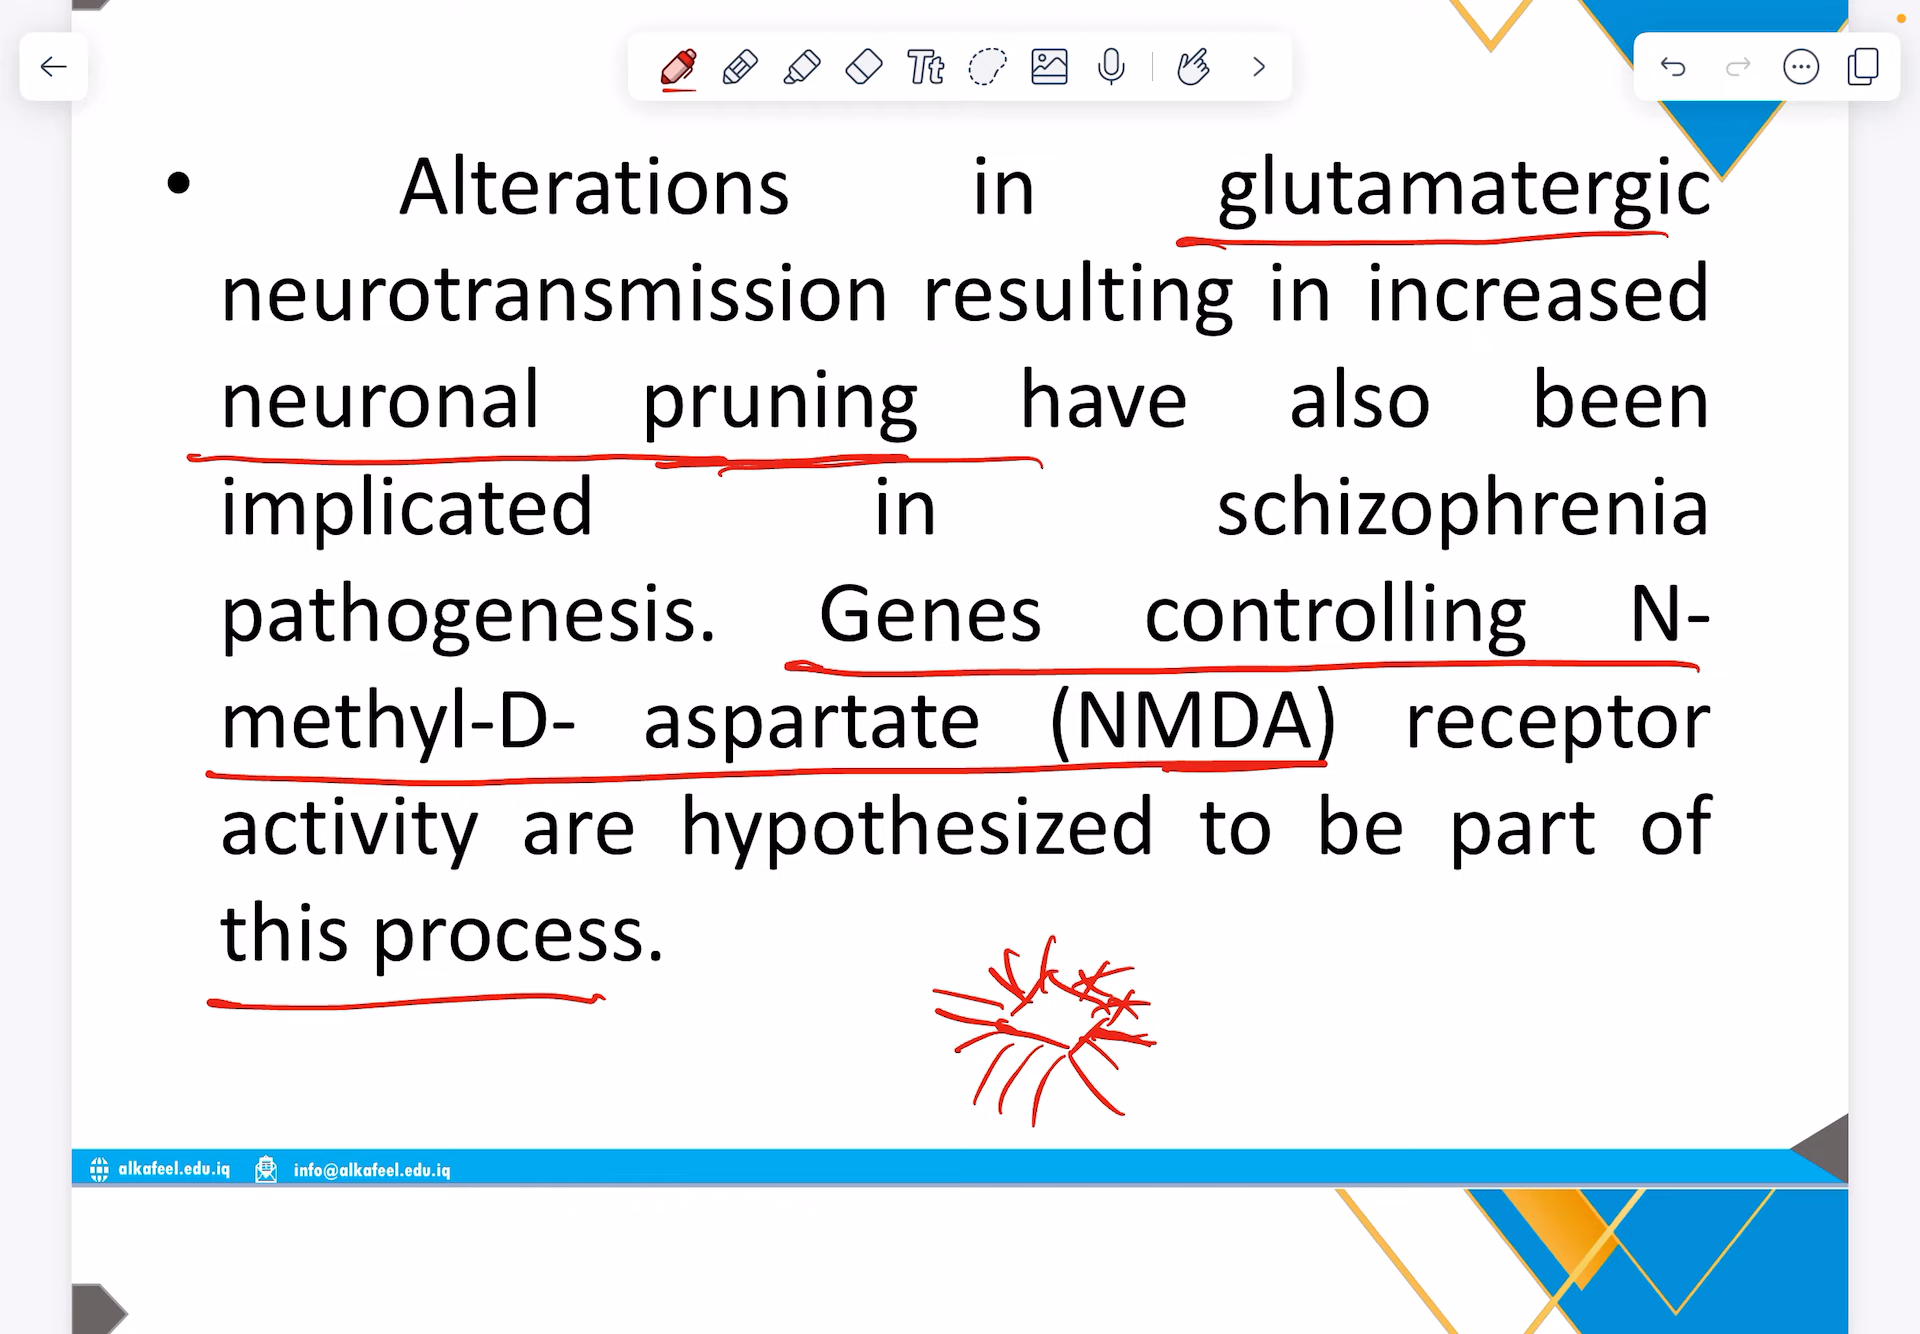 Tt
• Alterations in glutamatergic
neurotransmission resulting in increased
neuronal pruning have also been
implicated in schizophrenia
pathogenesis. Genes controlling N-
methyl-D- aspartate (NMDA) receptor
activity are hypothesized to be part of
this process.
alkafeel.edu.iq info@alkafeel.edu.iq